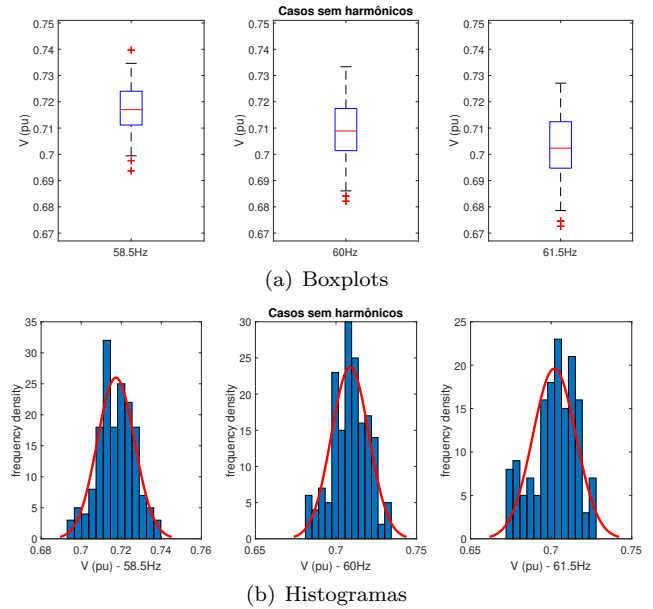 Casos sem harmônicos
0.75
0.74
0.73
0.72
0.71
0.7
0.69
0.68
0.67
V (pu)
58.5Hz
0.75
0.74
0.73
0.72
0.71
0.7
0.69
0.68
0.67
V (pu)
60Hz
0.75
0.74
0.73
0.72
0.71
0.7
0.69
0.68
0.67
V (pu)
61.5Hz
(a) Boxplots
Casos sem harmônicos
35
30
25
20
15
10
5
0
frequency density
0.68 0.7 0.72 0.74 0.76
V (pu) - 58.5Hz
30
25
20
15
10
5
0
frequency density
0.65 0.7 0.75
V (pu) - 60Hz
25
20
15
10
5
0
frequency density
0.65 0.7 0.75
V (pu) - 61.5Hz
(b) Histogramas